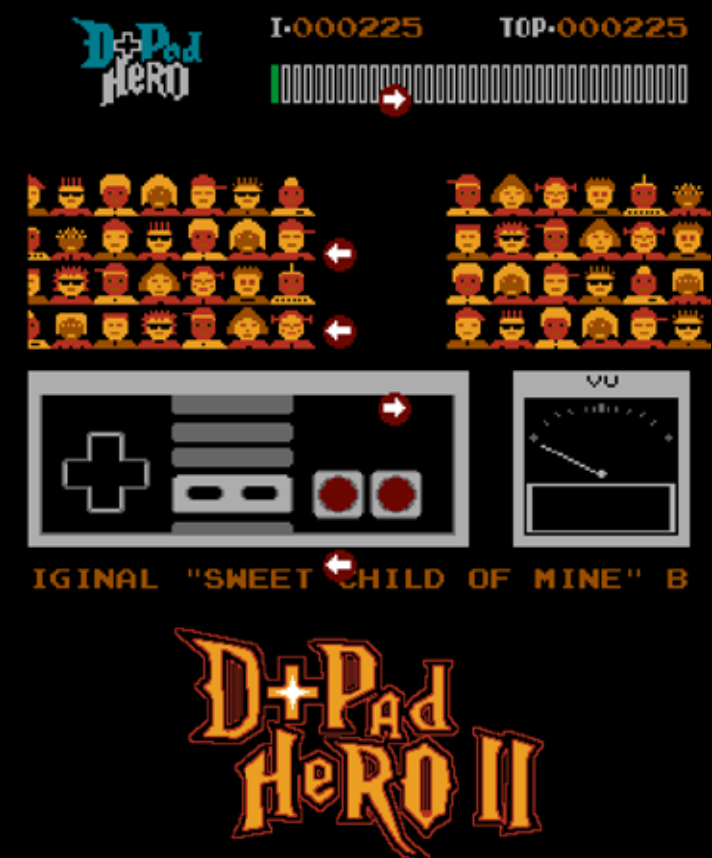 D+Pad
Hero
I·000225
TOP·000225
VU
IGINAL "SWEET CHILD OF MINE" B
D+PAd
HeRO II